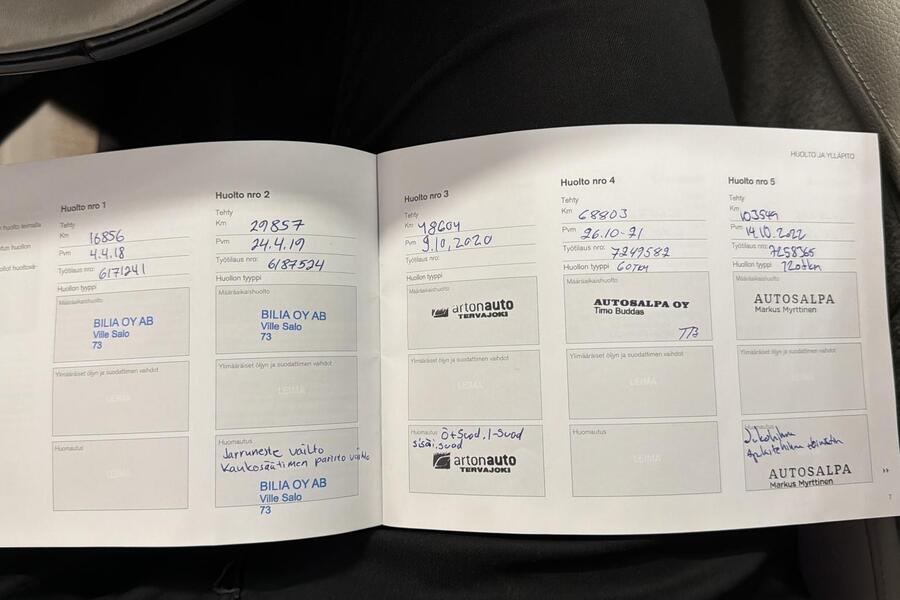 HUOLTO JA YLLÄPITO
Huolto nro 1
Tehty
Km 16856
Pvm 4.4.18
Työtilaus nro: 6171241
Huollon tyyppi
Määräaikaishuolto
BILIA OY AB
Ville Salo
73
Ylimääräiset öljyn ja suodattimen vaihdot
LEIMA
Huomautus
LEIMA
Huolto nro 2
Tehty
Km 29857
Pvm 24.4.19
Työtilaus nro: 6187524
Huollon tyyppi
Määräaikaishuolto
BILIA OY AB
Ville Salo
73
Ylimääräiset öljyn ja suodattimen vaihdot
LEIMA
Huomautus
Jarruneste vaihto
Kaukosäätimen paristo vaihto
BILIA OY AB
Ville Salo
73
Huolto nro 3
Tehty
Km 48604
Pvm 9.10.2020
Työtilaus nro:
Huollon tyyppi
Määräaikaishuolto
artonauto
TERVAJOKI
Ylimääräiset öljyn ja suodattimen vaihdot
LEIMA
Huomautus Ö+Suod, I-Suod
sisäi.suod
artonauto
TERVAJOKI
Huolto nro 4
Tehty
Km 68803
Pvm 26.10-21
Työtilaus nro: 7249582
Huollon tyyppi 60Tkm
Määräaikaishuolto
AUTOSALPA OY
Timo Buddas
TB
Ylimääräiset öljyn ja suodattimen vaihdot
LEIMA
Huomautus
LEIMA
Huolto nro 5
Tehty
Km 103549
Pvm 14.10.2022
Työtilaus nro: 7258365
Huollon tyyppi 120tkm
Määräaikaishuolto
AUTOSALPA
Markus Myrttinen
Ylimääräiset öljyn ja suodattimen vaihdot
LEIMA
Huomautus
AUTOSALPA
Markus Myrttinen
7